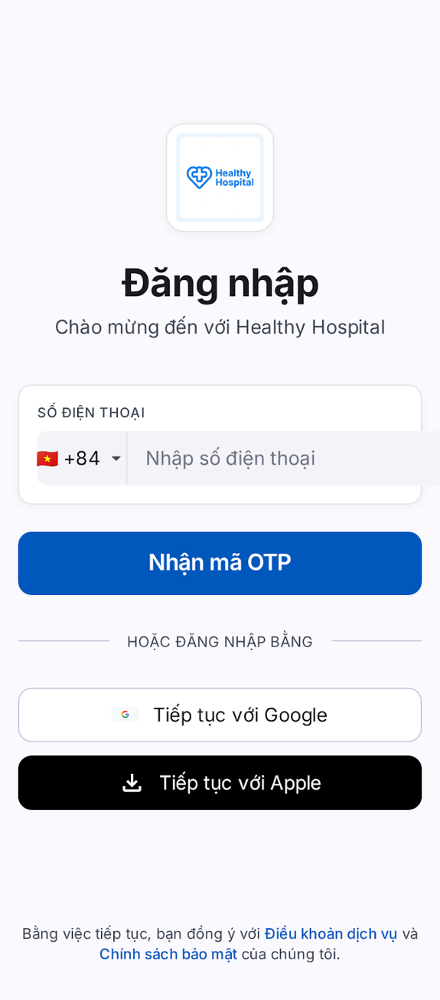 Healthy
Hospital
Đăng nhập
Chào mừng đến với Healthy Hospital
SỐ ĐIỆN THOẠI
+84
Nhập số điện thoại
Nhận mã OTP
HOẶC ĐĂNG NHẬP BẰNG
G Tiếp tục với Google
Tiếp tục với Apple
Bằng việc tiếp tục, bạn đồng ý với Điều khoản dịch vụ và
Chính sách bảo mật của chúng tôi.